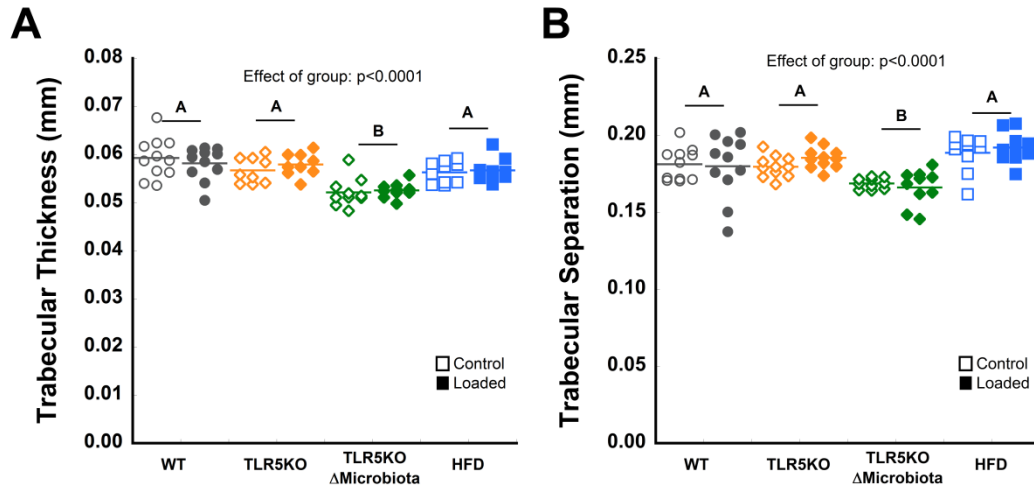 A
Trabecular Thickness (mm)
0.08
0.07
0.06
0.05
0.04
0.03
0.02
0.01
0.00
Effect of group: p<0.0001
A
A
B
A
Control
Loaded
WT
TLR5KO
TLR5KO
ΔMicrobiota
HFD
B
Trabecular Separation (mm)
0.25
0.20
0.15
0.10
0.05
0.00
Effect of group: p<0.0001
A
A
B
A
Control
Loaded
WT
TLR5KO
TLR5KO
ΔMicrobiota
HFD